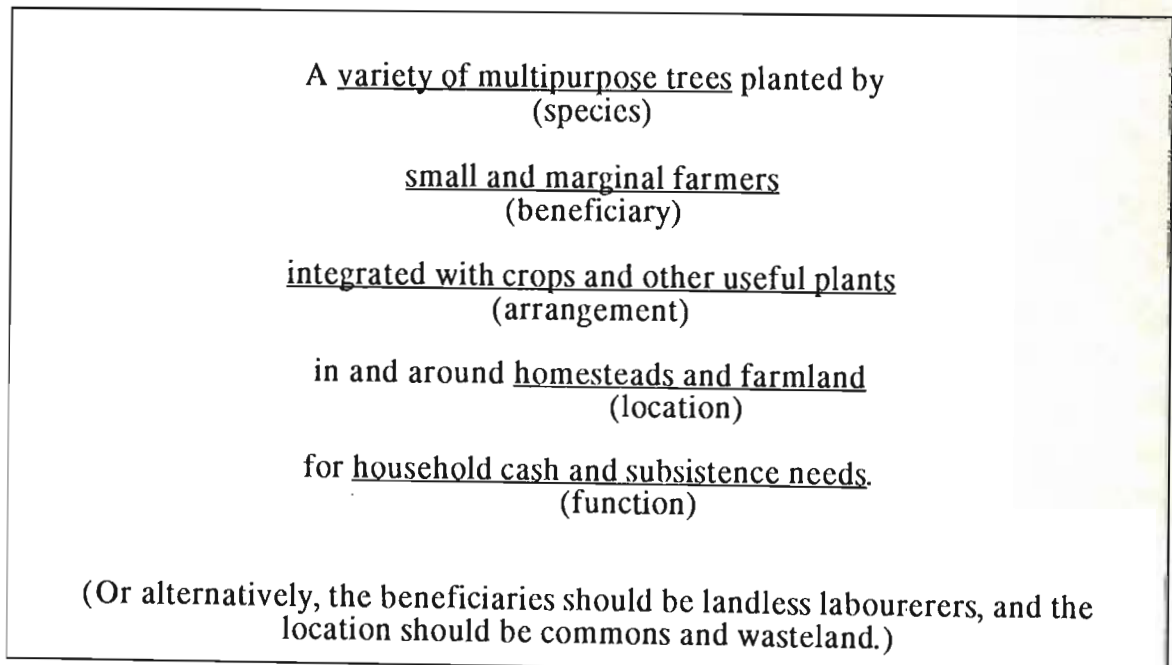 A variety of multipurpose trees planted by
(species)
small and marginal farmers
(beneficiary)
integrated with crops and other useful plants
(arrangement)
in and around homesteads and farmland
(location)
for household cash and subsistence needs.
(function)
(Or alternatively, the beneficiaries should be landless labourerers, and the
location should be commons and wasteland.)